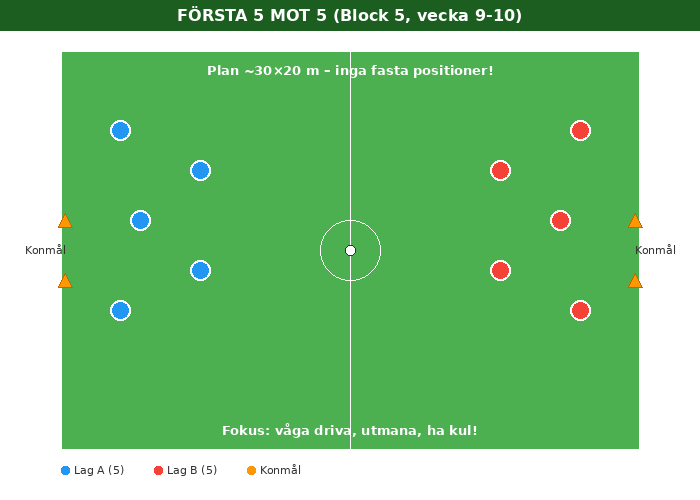 FÖRSTA 5 MOT 5 (Block 5, vecka 9-10)
Plan ~30×20 m – inga fasta positioner!
Konmål
Konmål
Fokus: våga driva, utmana, ha kul!
Lag A (5)
Lag B (5)
Konmål